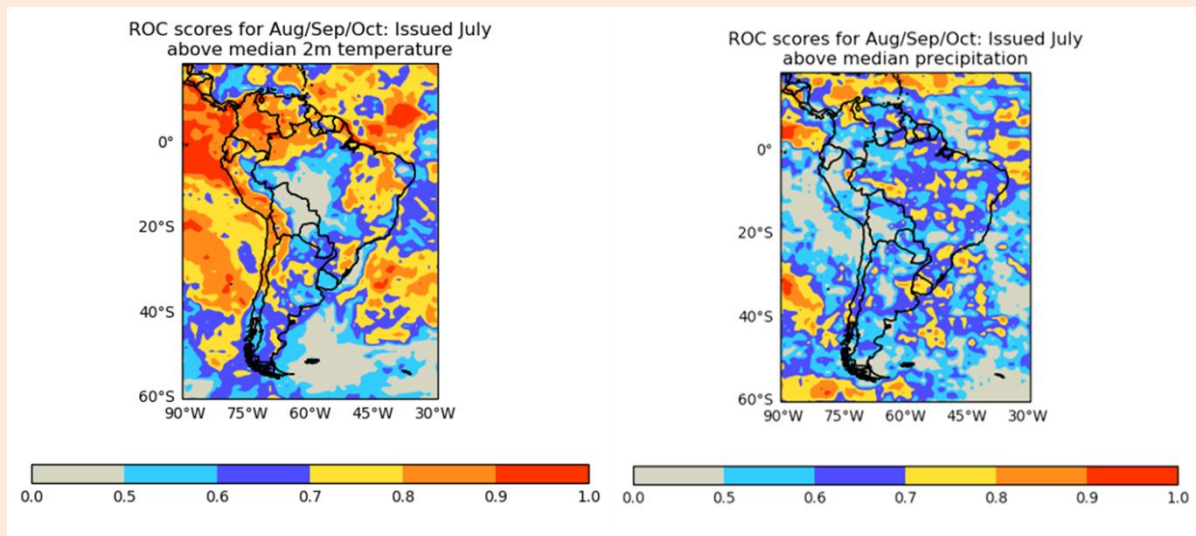 ROC scores for Aug/Sep/Oct: Issued July
above median 2m temperature
0°
20°S
40°S
60°S
90°W 75°W 60°W 45°W 30°W
0.0 0.5 0.6 0.7 0.8 0.9 1.0
ROC scores for Aug/Sep/Oct: Issued July
above median precipitation
0°
20°S
40°S
60°S
90°W 75°W 60°W 45°W 30°W
0.0 0.5 0.6 0.7 0.8 0.9 1.0